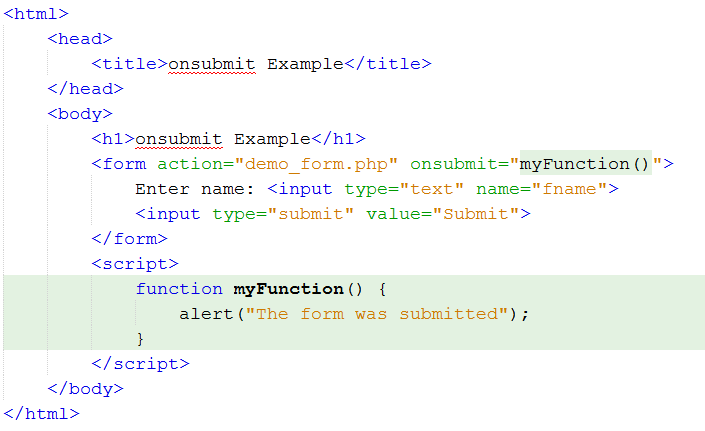 <html>
<head>
<title>onsubmit Example</title>
</head>
<body>
<h1>onsubmit Example</h1>
<form action="demo_form.php" onsubmit="myFunction()">
Enter name: <input type="text" name="fname">
<input type="submit" value="Submit">
</form>
<script>
function myFunction() {
alert("The form was submitted");
}
</script>
</body>
</html>